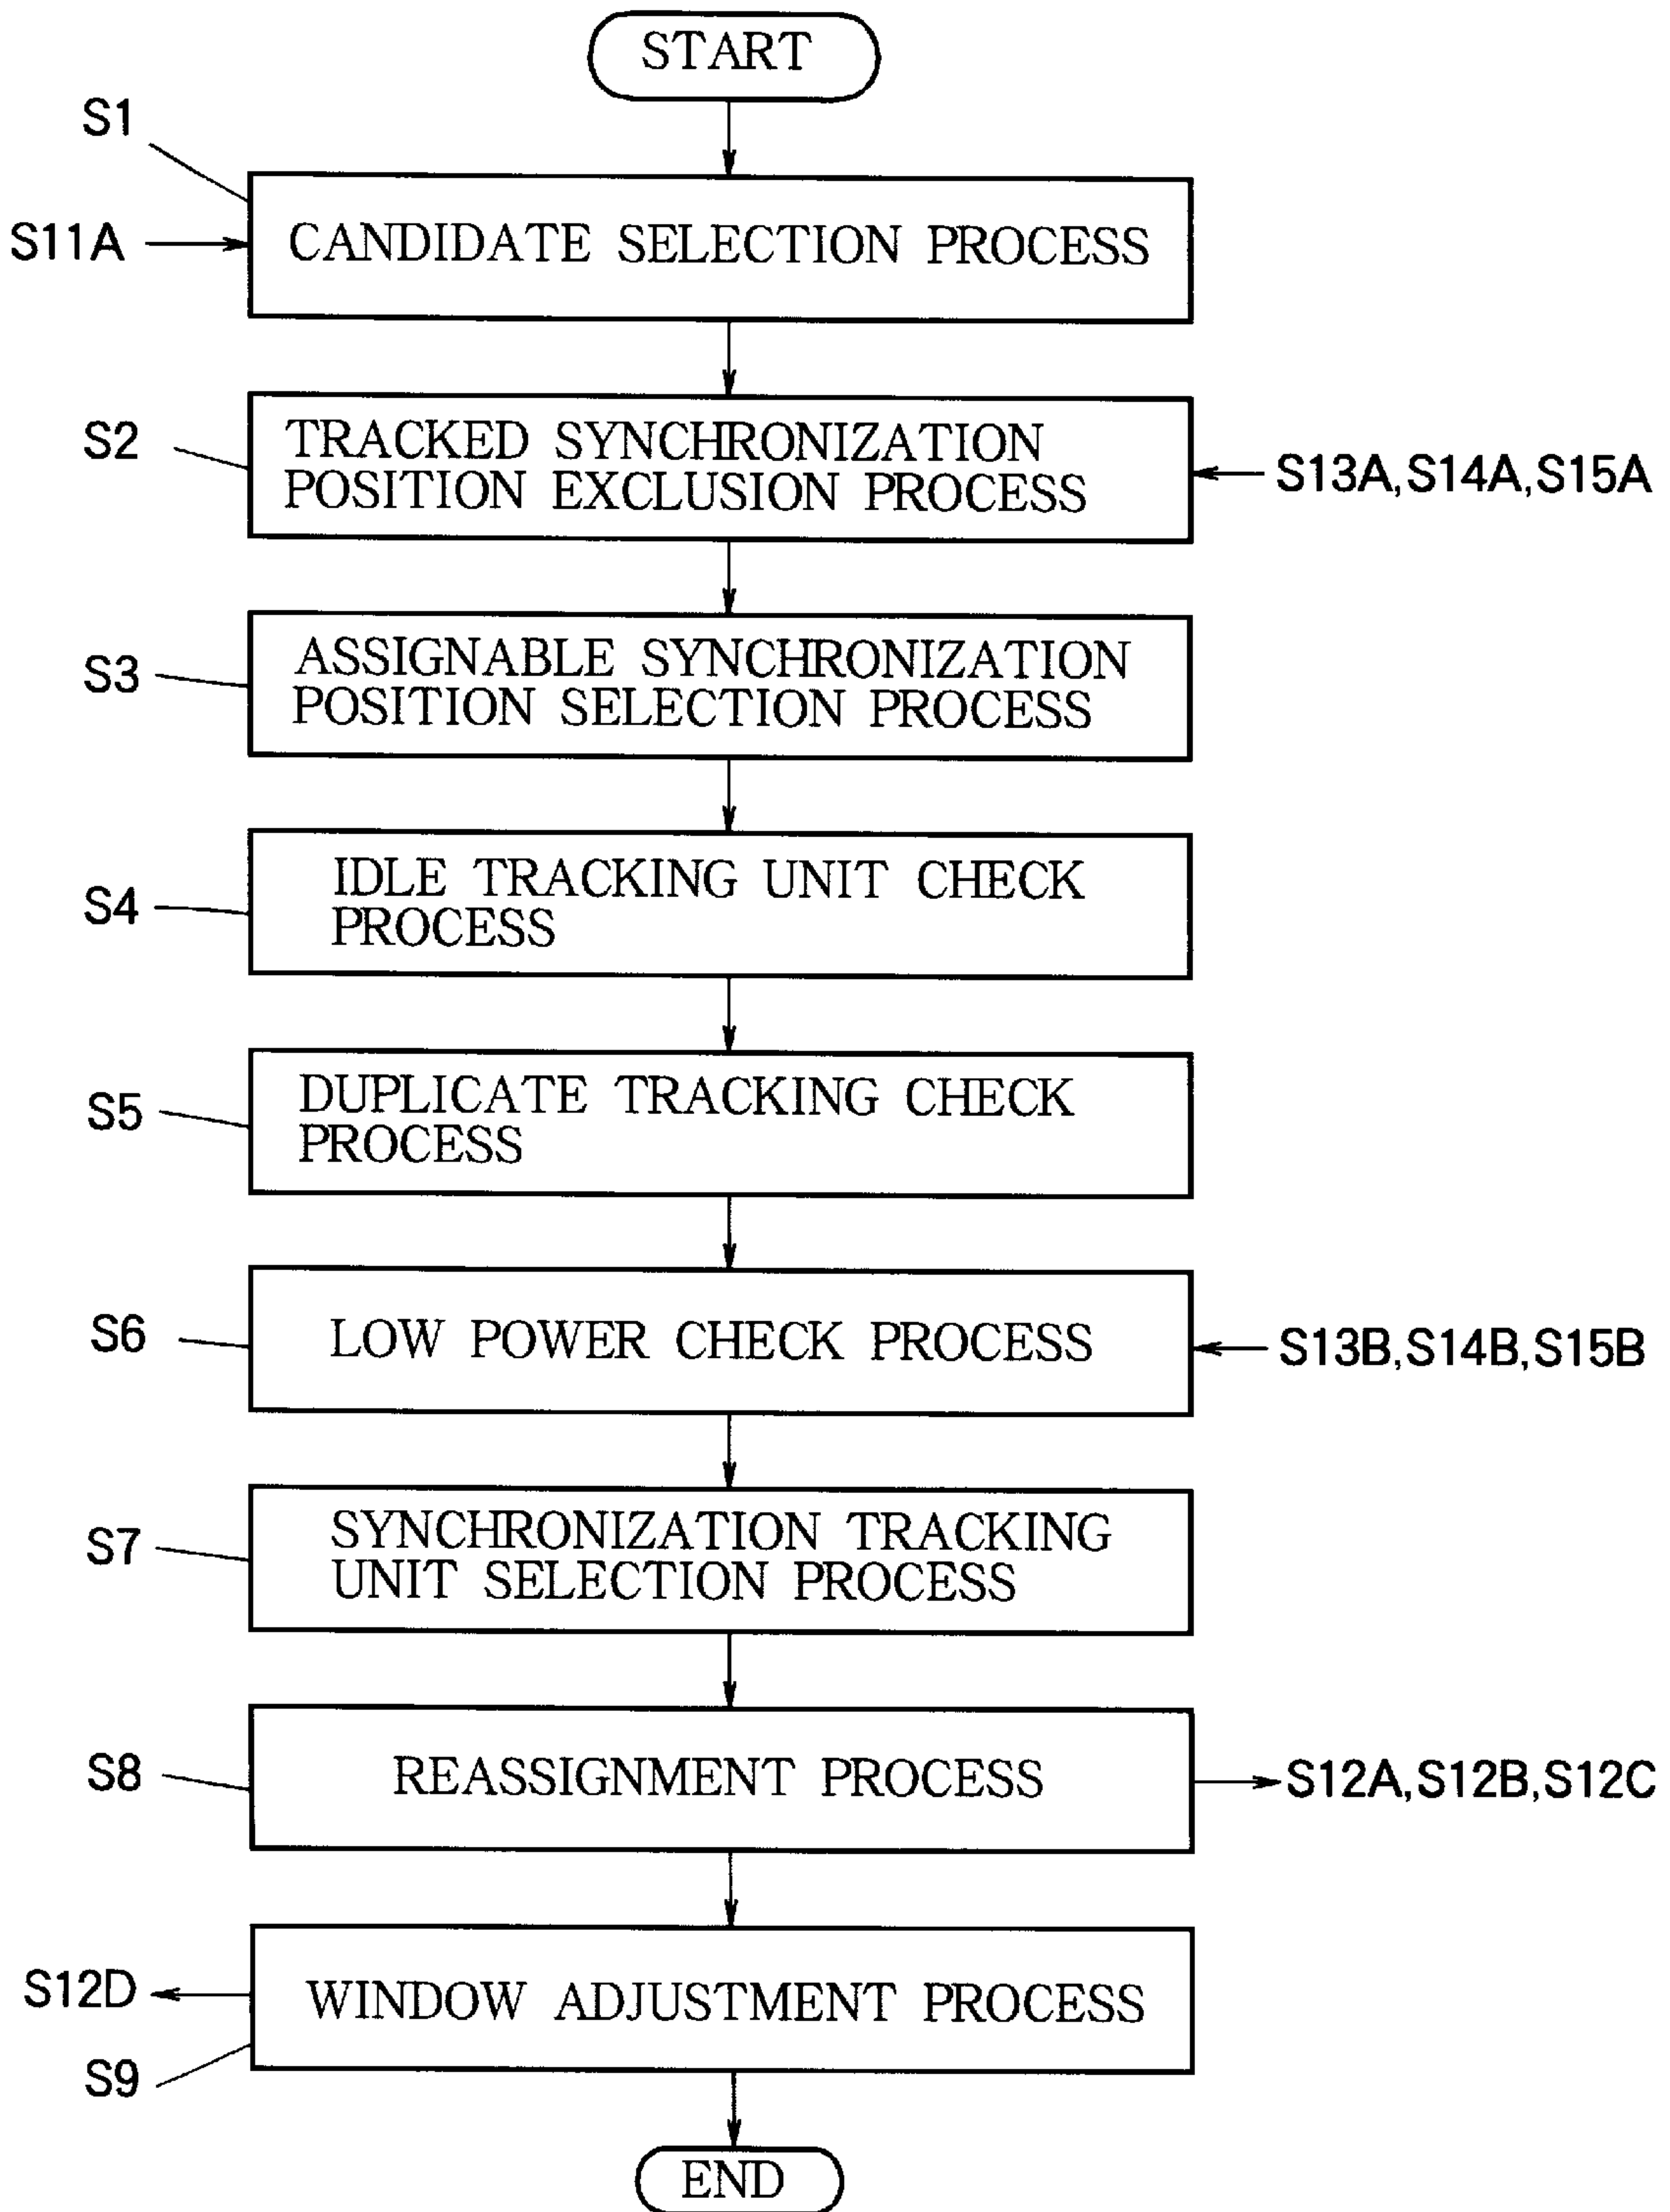 START
S1
S11A
CANDIDATE SELECTION PROCESS
S2
TRACKED SYNCHRONIZATION
POSITION EXCLUSION PROCESS
S13A,S14A,S15A
S3
ASSIGNABLE SYNCHRONIZATION
POSITION SELECTION PROCESS
S4
IDLE TRACKING UNIT CHECK
PROCESS
S5
DUPLICATE TRACKING CHECK
PROCESS
S6
LOW POWER CHECK PROCESS
S13B,S14B,S15B
S7
SYNCHRONIZATION TRACKING
UNIT SELECTION PROCESS
S8
REASSIGNMENT PROCESS
S12A,S12B,S12C
S12D
WINDOW ADJUSTMENT PROCESS
S9
END